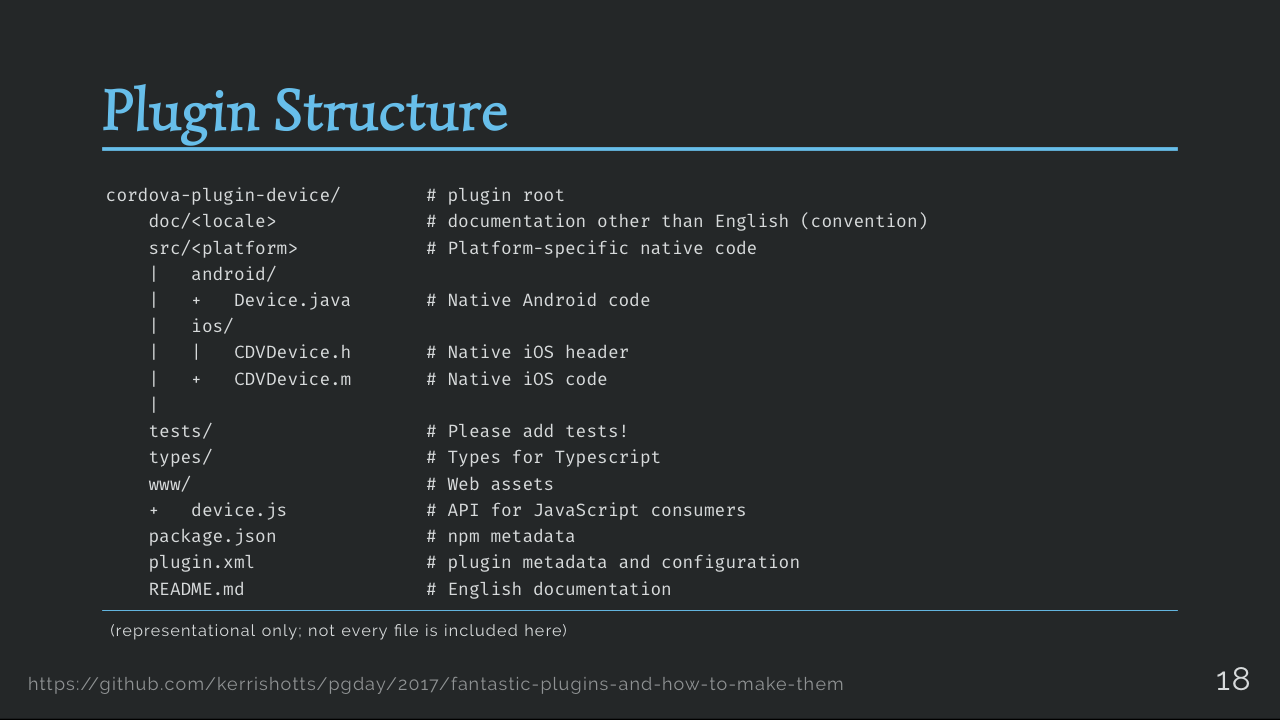 Plugin Structure
cordova-plugin-device/        # plugin root
    doc/<locale>              # documentation other than English (convention)
    src/<platform>            # Platform-specific native code
    |   android/
    |   +   Device.java       # Native Android code
    |   ios/
    |   |   CDVDevice.h       # Native iOS header
    |   +   CDVDevice.m       # Native iOS code
    |
    tests/                    # Please add tests!
    types/                    # Types for Typescript
    www/                      # Web assets
    +   device.js             # API for JavaScript consumers
    package.json              # npm metadata
    plugin.xml                # plugin metadata and configuration
    README.md                 # English documentation
(representational only; not every file is included here)
https://github.com/kerrishotts/pgday/2017/fantastic-plugins-and-how-to-make-them
18